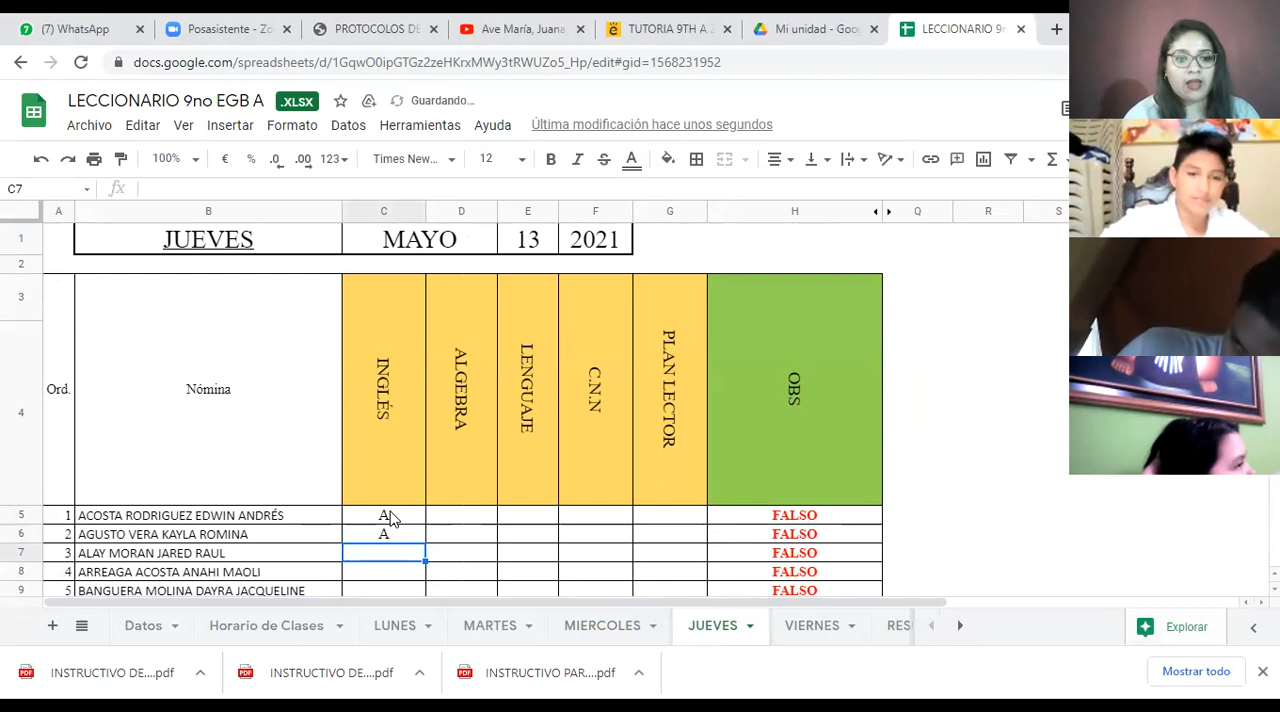 (7) WhatsApp
Posasistente - Zo
PROTOCOLOS DE
Ave María, Juana,
TUTORIA 9TH A 2
Mi unidad - Goog
LECCIONARIO 9n
docs.google.com/spreadsheets/d/1GqwO0ipGTGz2zeHKrxMWy3tRWUZo5_Hp/edit#gid=1568231952
LECCIONARIO 9no EGB A .XLSX Guardando...
Archivo Editar Ver Insertar Formato Datos Herramientas Ayuda Última modificación hace unos segundos
100% € % .0 .00 123 Times New... 12 B I S A Σ
C7 fx
A B C D E F G H Q R S
1 JUEVES MAYO 13 2021
2
3
4 Ord. Nómina INGLÉS ALGEBRA LENGUAJE C.N.N PLAN LECTOR OBS
5 1 ACOSTA RODRIGUEZ EDWIN ANDRÉS A FALSO
6 2 AGUSTO VERA KAYLA ROMINA A FALSO
7 3 ALAY MORAN JARED RAUL FALSO
8 4 ARREAGA ACOSTA ANAHI MAOLI FALSO
9 5 BANGUERA MOLINA DAYRA JACQUELINE FALSO
Datos Horario de Clases LUNES MARTES MIERCOLES JUEVES VIERNES RES Explorar
INSTRUCTIVO DE....pdf INSTRUCTIVO DE....pdf INSTRUCTIVO PAR....pdf Mostrar todo